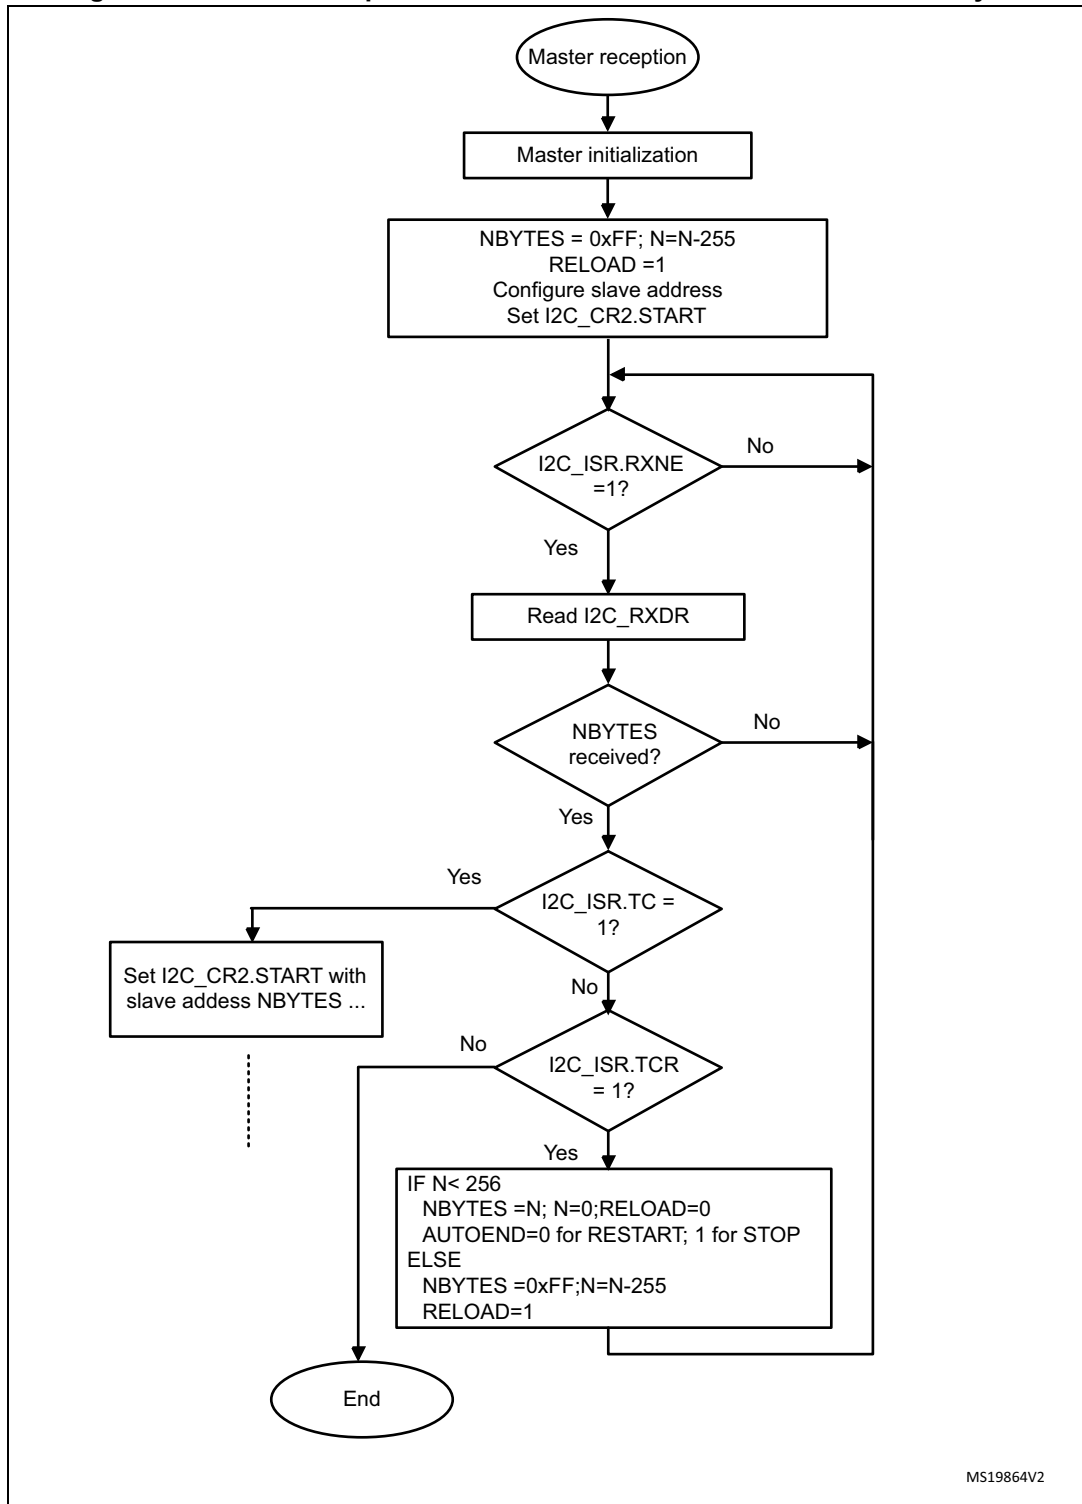 Master reception
Master initialization
NBYTES = 0xFF; N=N-255
RELOAD =1
Configure slave address
Set I2C_CR2.START
I2C_ISR.RXNE
=1?
No
Yes
Read I2C_RXDR
NBYTES
received?
No
Yes
I2C_ISR.TC =
1?
Yes
Set I2C_CR2.START with
slave addess NBYTES ...
No
I2C_ISR.TCR
= 1?
No
Yes
IF N< 256
NBYTES =N; N=0;RELOAD=0
AUTOEND=0 for RESTART; 1 for STOP
ELSE
NBYTES =0xFF;N=N-255
RELOAD=1
End
MS19864V2